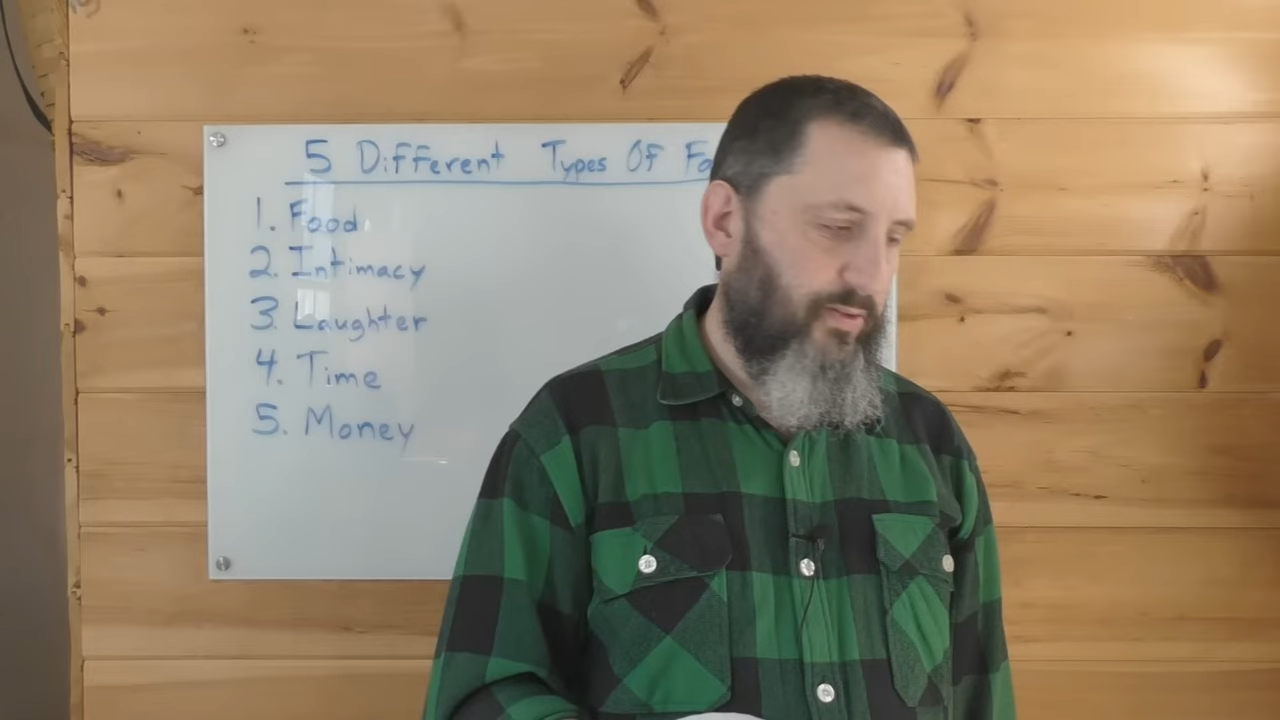 5 Different Types Of
1. Food
2. Intimacy
3. Laughter
4. Time
5. Money